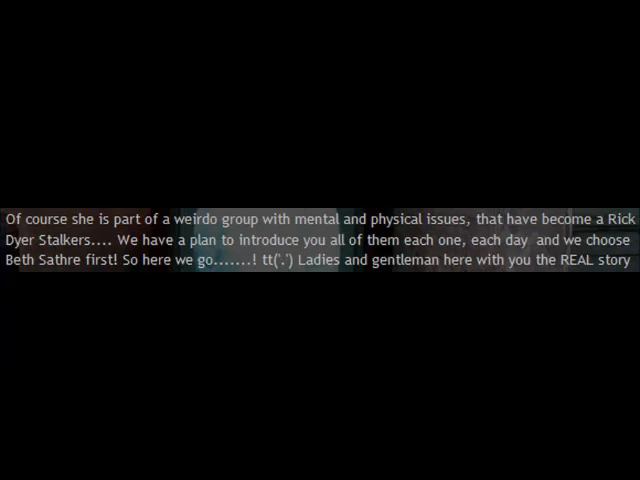 Of course she is part of a weirdo group with mental and physical issues, that have become a Rick
Dyer Stalkers.... We have a plan to introduce you all of them each one, each day  and we choose
Beth Sathre first! So here we go.......! tt('.') Ladies and gentleman here with you the REAL story